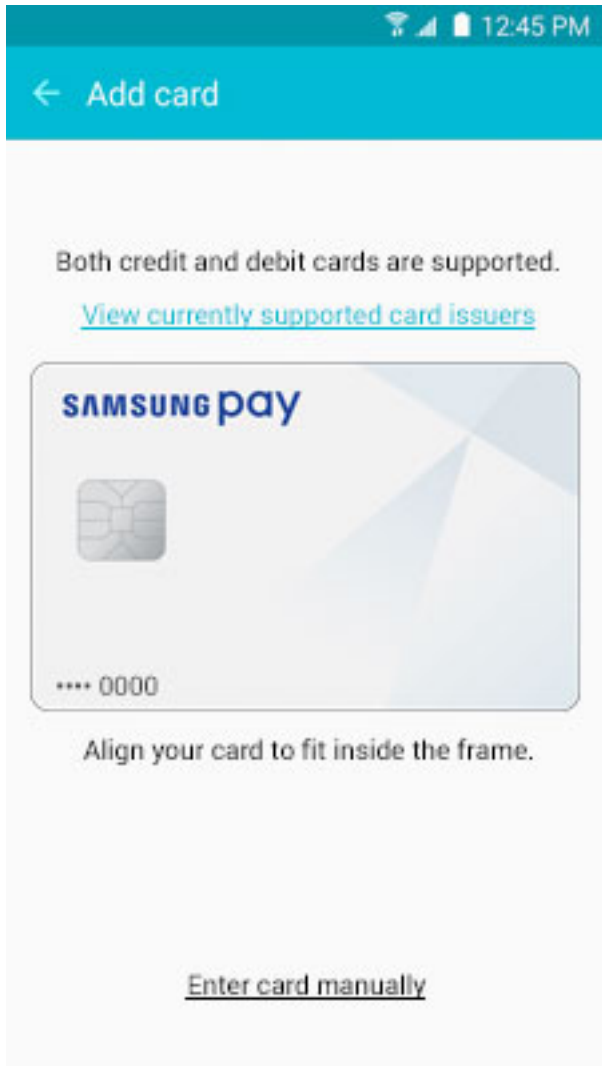 12:45 PM
Add card
Both credit and debit cards are supported.
View currently supported card issuers
SAMSUNG pay
•••• 0000
Align your card to fit inside the frame.
Enter card manually